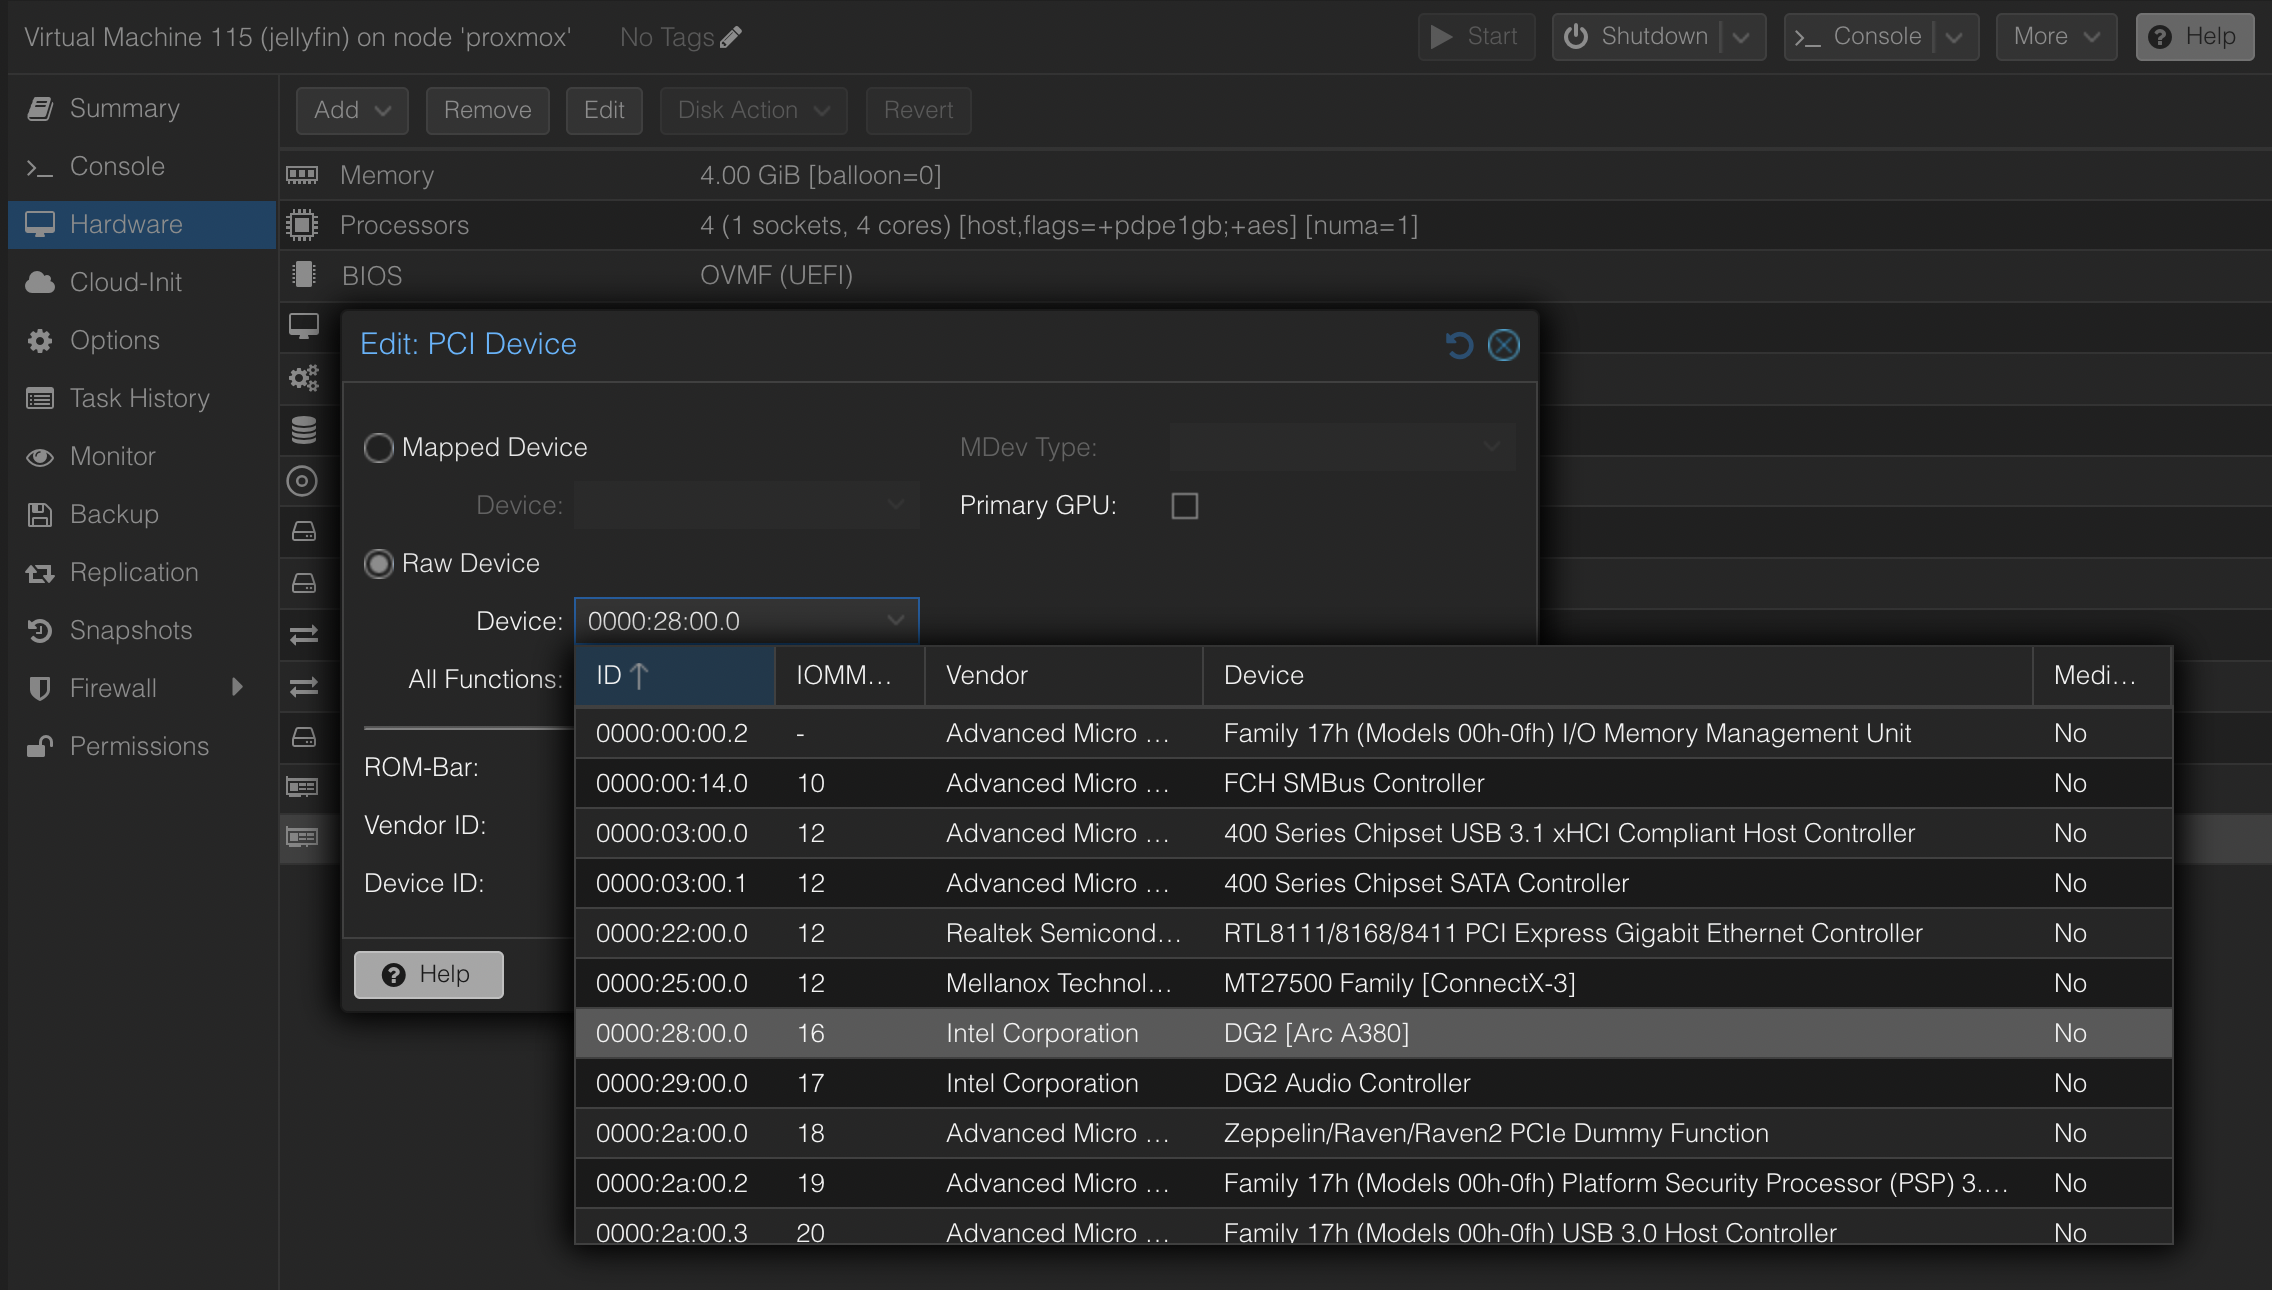 Virtual Machine 115 (jellyfin) on node 'proxmox' No Tags Start Shutdown Console More Help
Summary
Console
Hardware
Cloud-Init
Options
Task History
Monitor
Backup
Replication
Snapshots
Firewall
Permissions
Add Remove Edit Disk Action Revert
Memory 4.00 GiB [balloon=0]
Processors 4 (1 sockets, 4 cores) [host,flags=+pdpe1gb;+aes] [numa=1]
BIOS OVMF (UEFI)
Edit: PCI Device
Mapped Device MDev Type:
Device: Primary GPU:
Raw Device
Device: 0000:28:00.0
All Functions:
ROM-Bar:
Vendor ID:
Device ID:
Help
ID IOMM... Vendor Device Medi...
0000:00:00.2 - Advanced Micro ... Family 17h (Models 00h-0fh) I/O Memory Management Unit No
0000:00:14.0 10 Advanced Micro ... FCH SMBus Controller No
0000:03:00.0 12 Advanced Micro ... 400 Series Chipset USB 3.1 xHCI Compliant Host Controller No
0000:03:00.1 12 Advanced Micro ... 400 Series Chipset SATA Controller No
0000:22:00.0 12 Realtek Semicond... RTL8111/8168/8411 PCI Express Gigabit Ethernet Controller No
0000:25:00.0 12 Mellanox Technol... MT27500 Family [ConnectX-3] No
0000:28:00.0 16 Intel Corporation DG2 [Arc A380] No
0000:29:00.0 17 Intel Corporation DG2 Audio Controller No
0000:2a:00.0 18 Advanced Micro ... Zeppelin/Raven/Raven2 PCIe Dummy Function No
0000:2a:00.2 19 Advanced Micro ... Family 17h (Models 00h-0fh) Platform Security Processor (PSP) 3.... No
0000:2a:00.3 20 Advanced Micro ... Family 17h (Models 00h-0fh) USB 3.0 Host Controller No